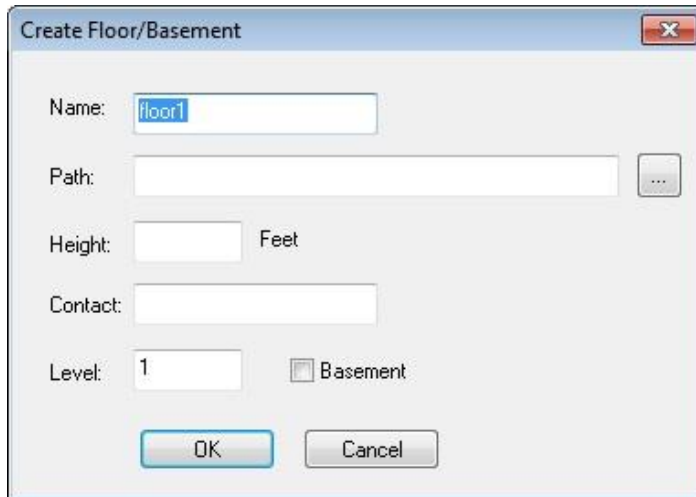 Create Floor/Basement
Name: floor1
Path: ...
Height: Feet
Contact:
Level: 1 Basement
OK Cancel